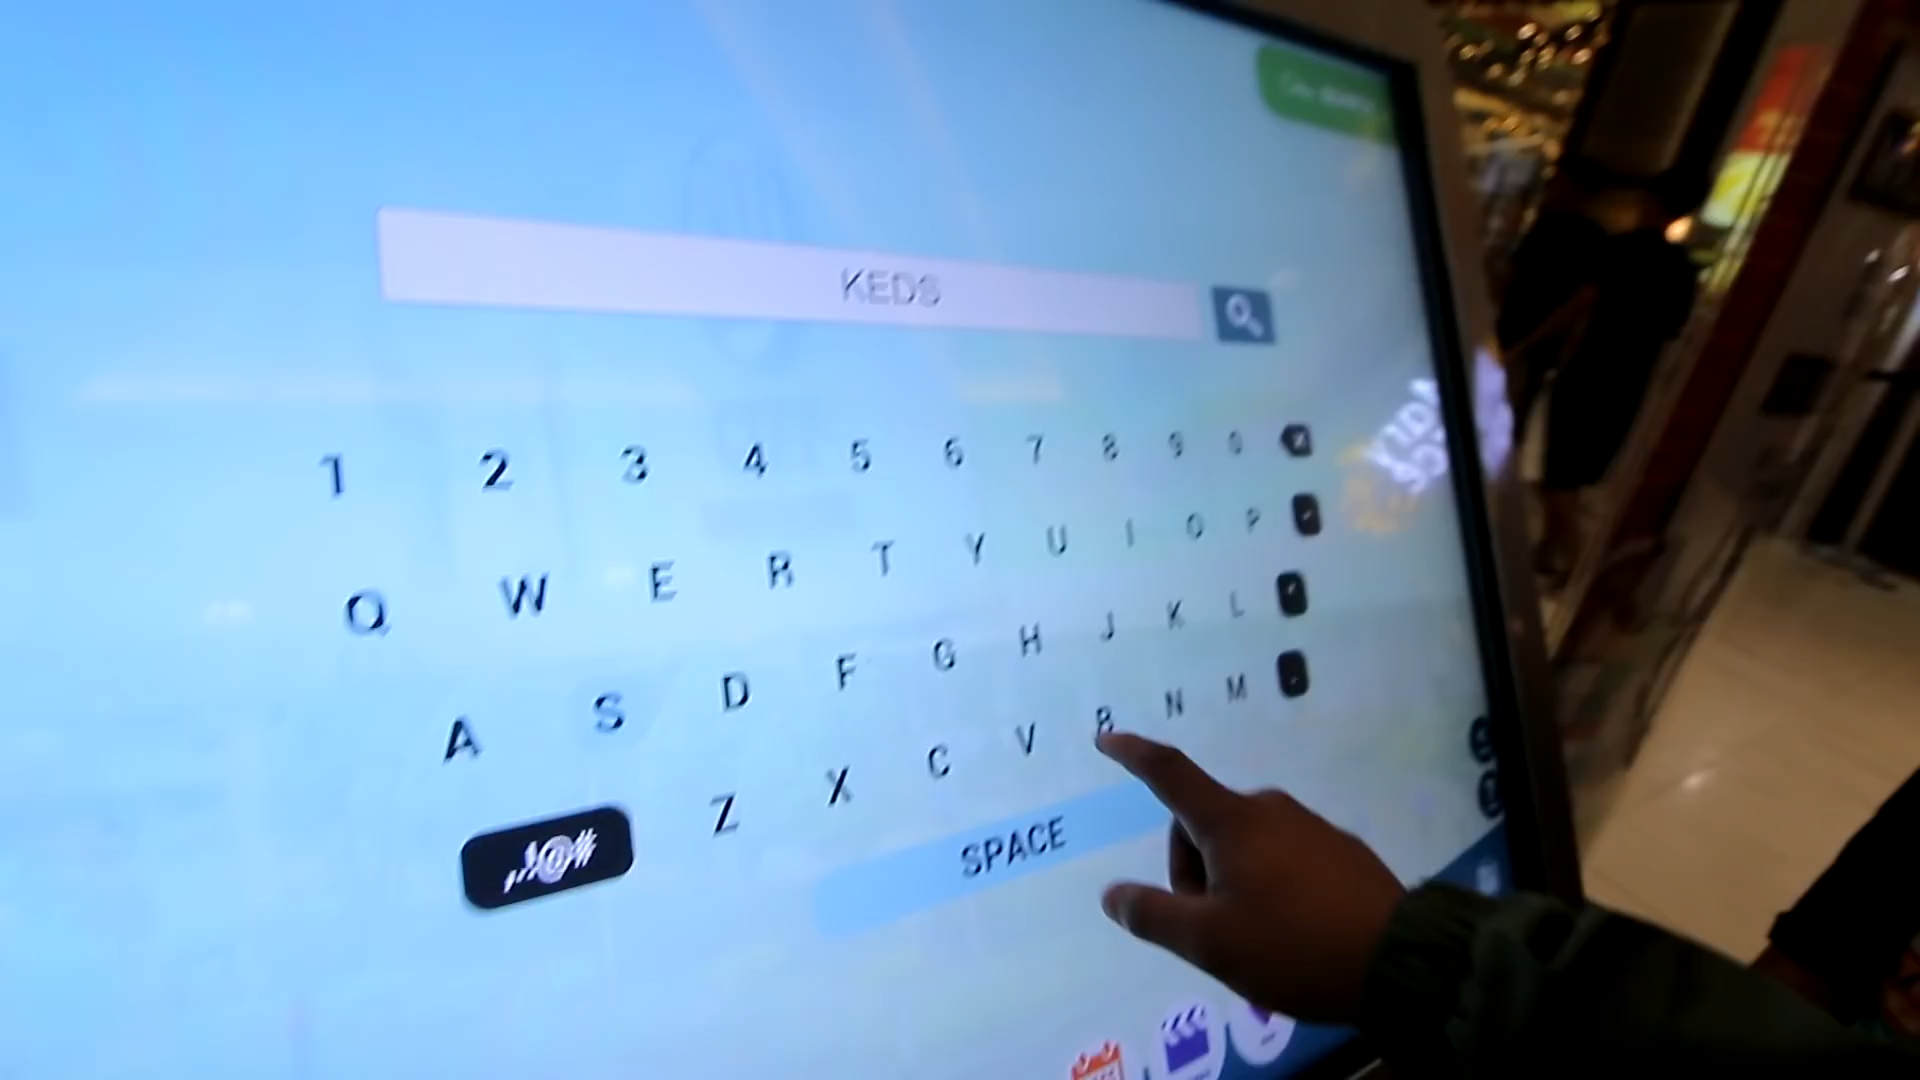 KEDS
1 2 3 4 5 6 7 8 9 0
Q W E R T Y U I O P
A S D F G H J K L
Z X C V B N M
,.!@#
SPACE